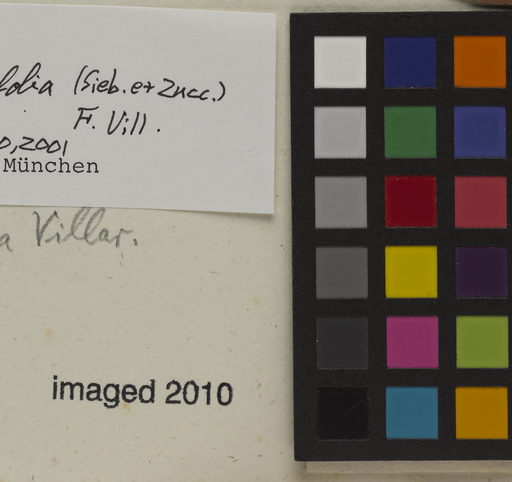 folia (Sieb. et Zucc.)
F. Vill.
0, 2001
München
a Villar.
imaged 2010